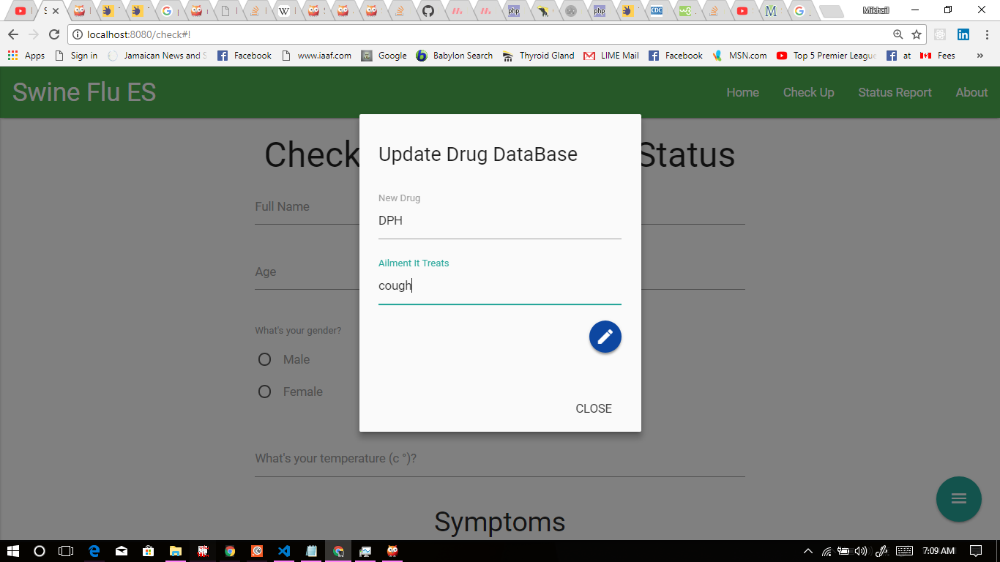 Mikhail
localhost:8080/check#!
Apps Sign in Jamaican News and S Facebook www.iaaf.com Google Babylon Search Thyroid Gland LIME Mail Facebook MSN.com Top 5 Premier League at Fees »
Swine Flu ES Home Check Up Status Report About
Check Status
Update Drug DataBase
Full Name
New Drug
DPH
Ailment It Treats
Age
cough
What's your gender?
Male
Female
CLOSE
What's your temperature (c °)?
Symptoms
7:09 AM